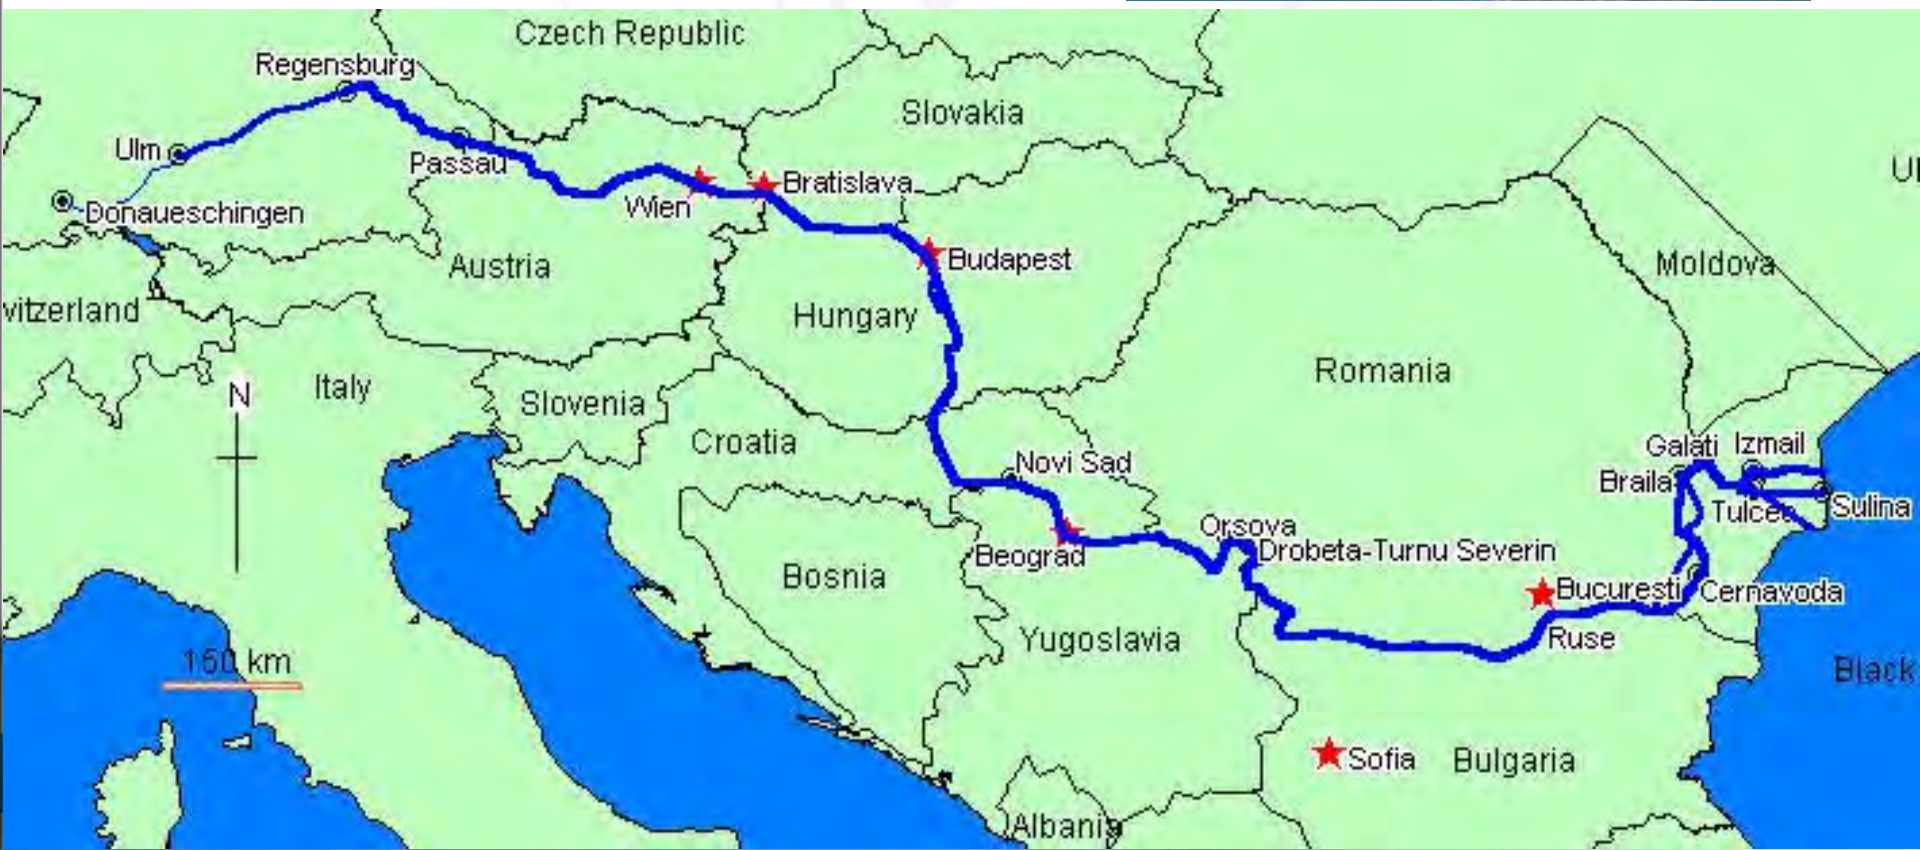 Czech Republic
Regensburg
Slovakia
Ulm
Passau
Bratislava
Wien
Donaueschingen
Budapest
Austria
Moldova
vitzerland
Hungary
Romania
N
Italy
Slovenia
Croatia
Galati
Izmail
Novi Sad
Braila
Tulcea
Sulina
Orsova
Beograd
Drobeta-Turnu Severin
Bosnia
Bucuresti
Cernavoda
Yugoslavia
Ruse
150 km
Black
Sofia
Bulgaria
Albania